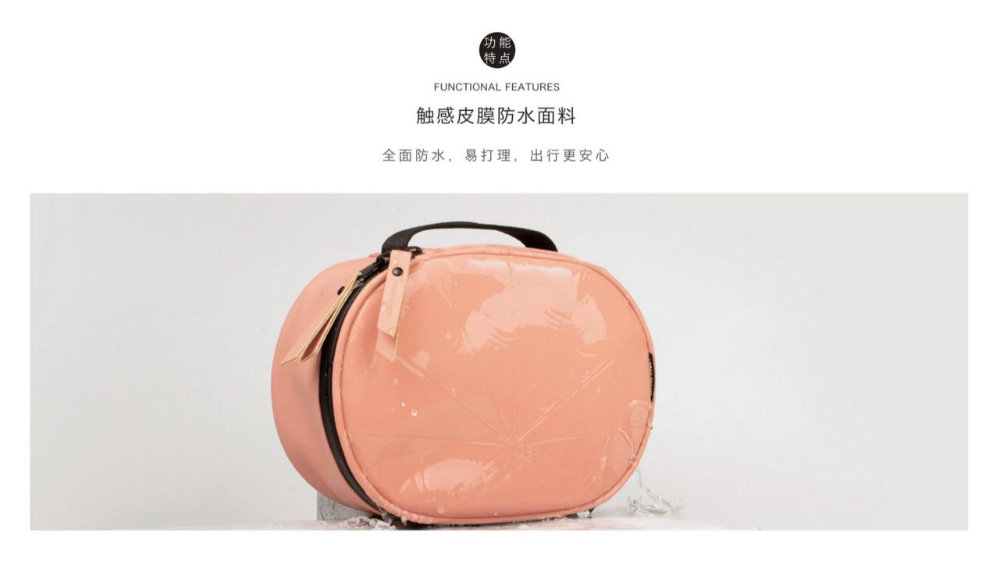 功能
特点
FUNCTIONAL FEATURES
触感皮膜防水面料
全面防水，易打理，出行更安心